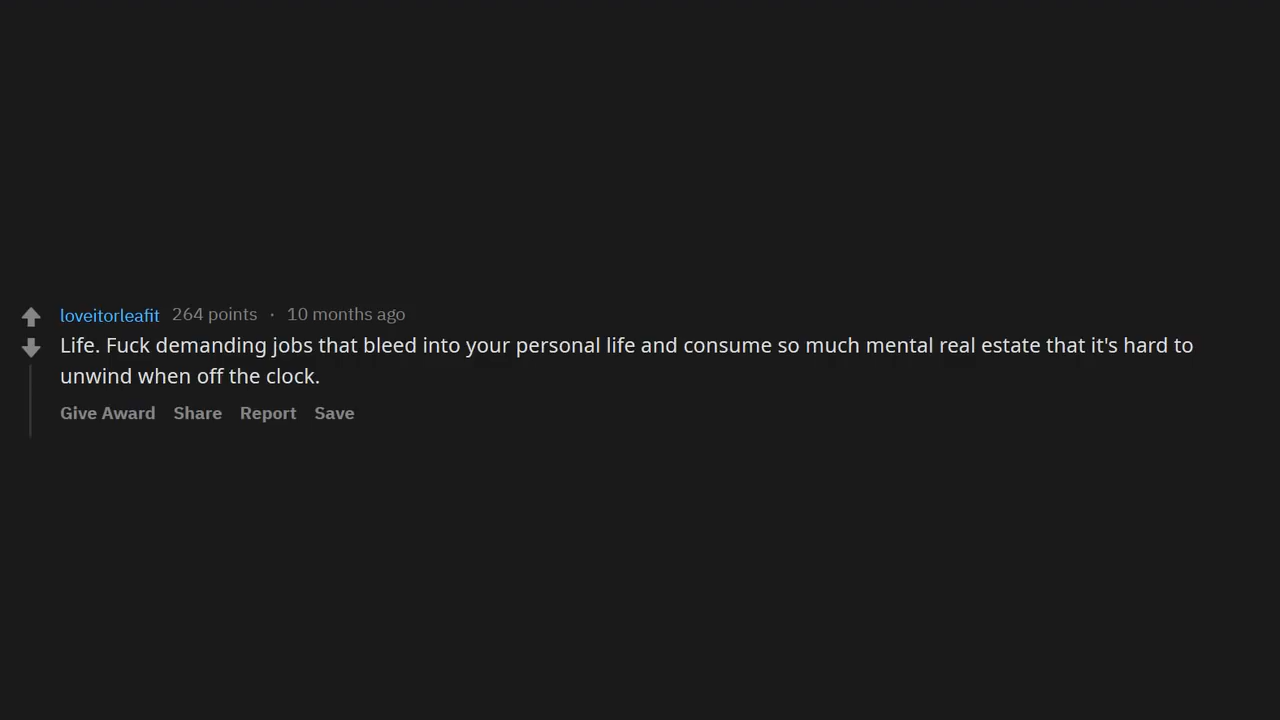 loveitorleafit 264 points · 10 months ago
Life. Fuck demanding jobs that bleed into your personal life and consume so much mental real estate that it's hard to
unwind when off the clock.
Give Award Share Report Save